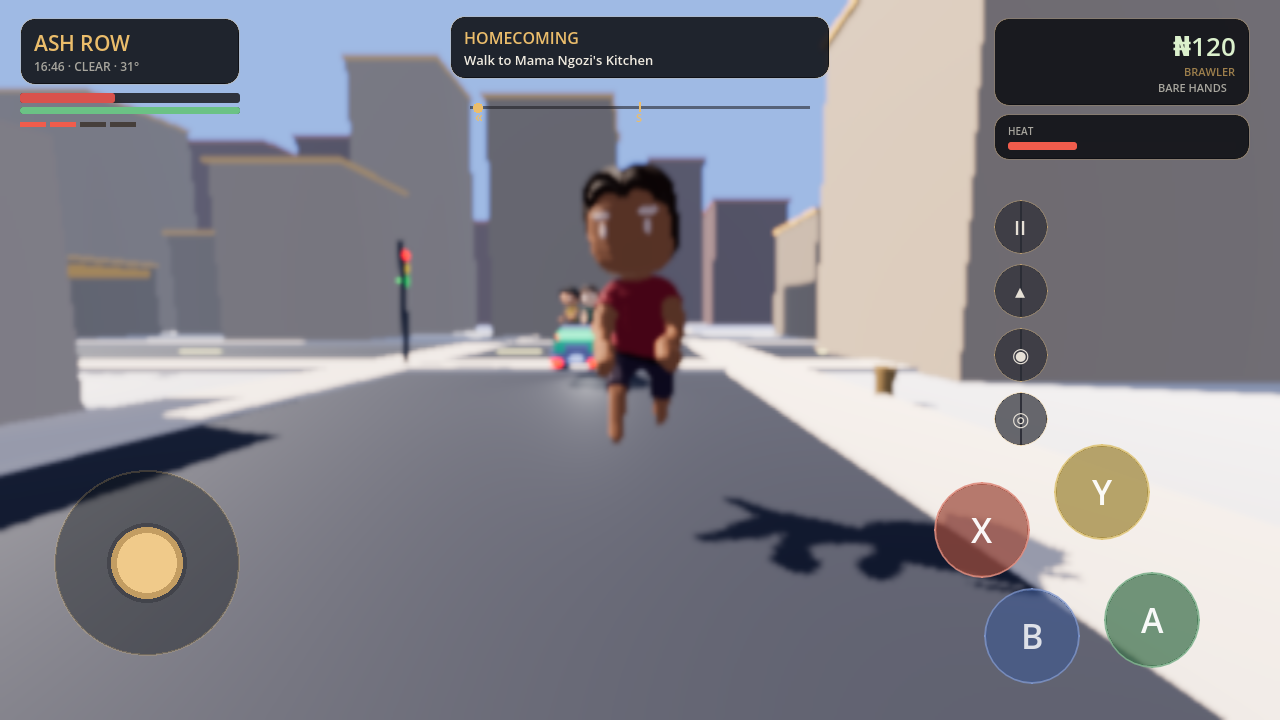 ASH ROW
16:46 · CLEAR · 31°
HOMECOMING
Walk to Mama Ngozi's Kitchen
S
₦120
BRAWLER
BARE HANDS
HEAT
Y
X
B
A